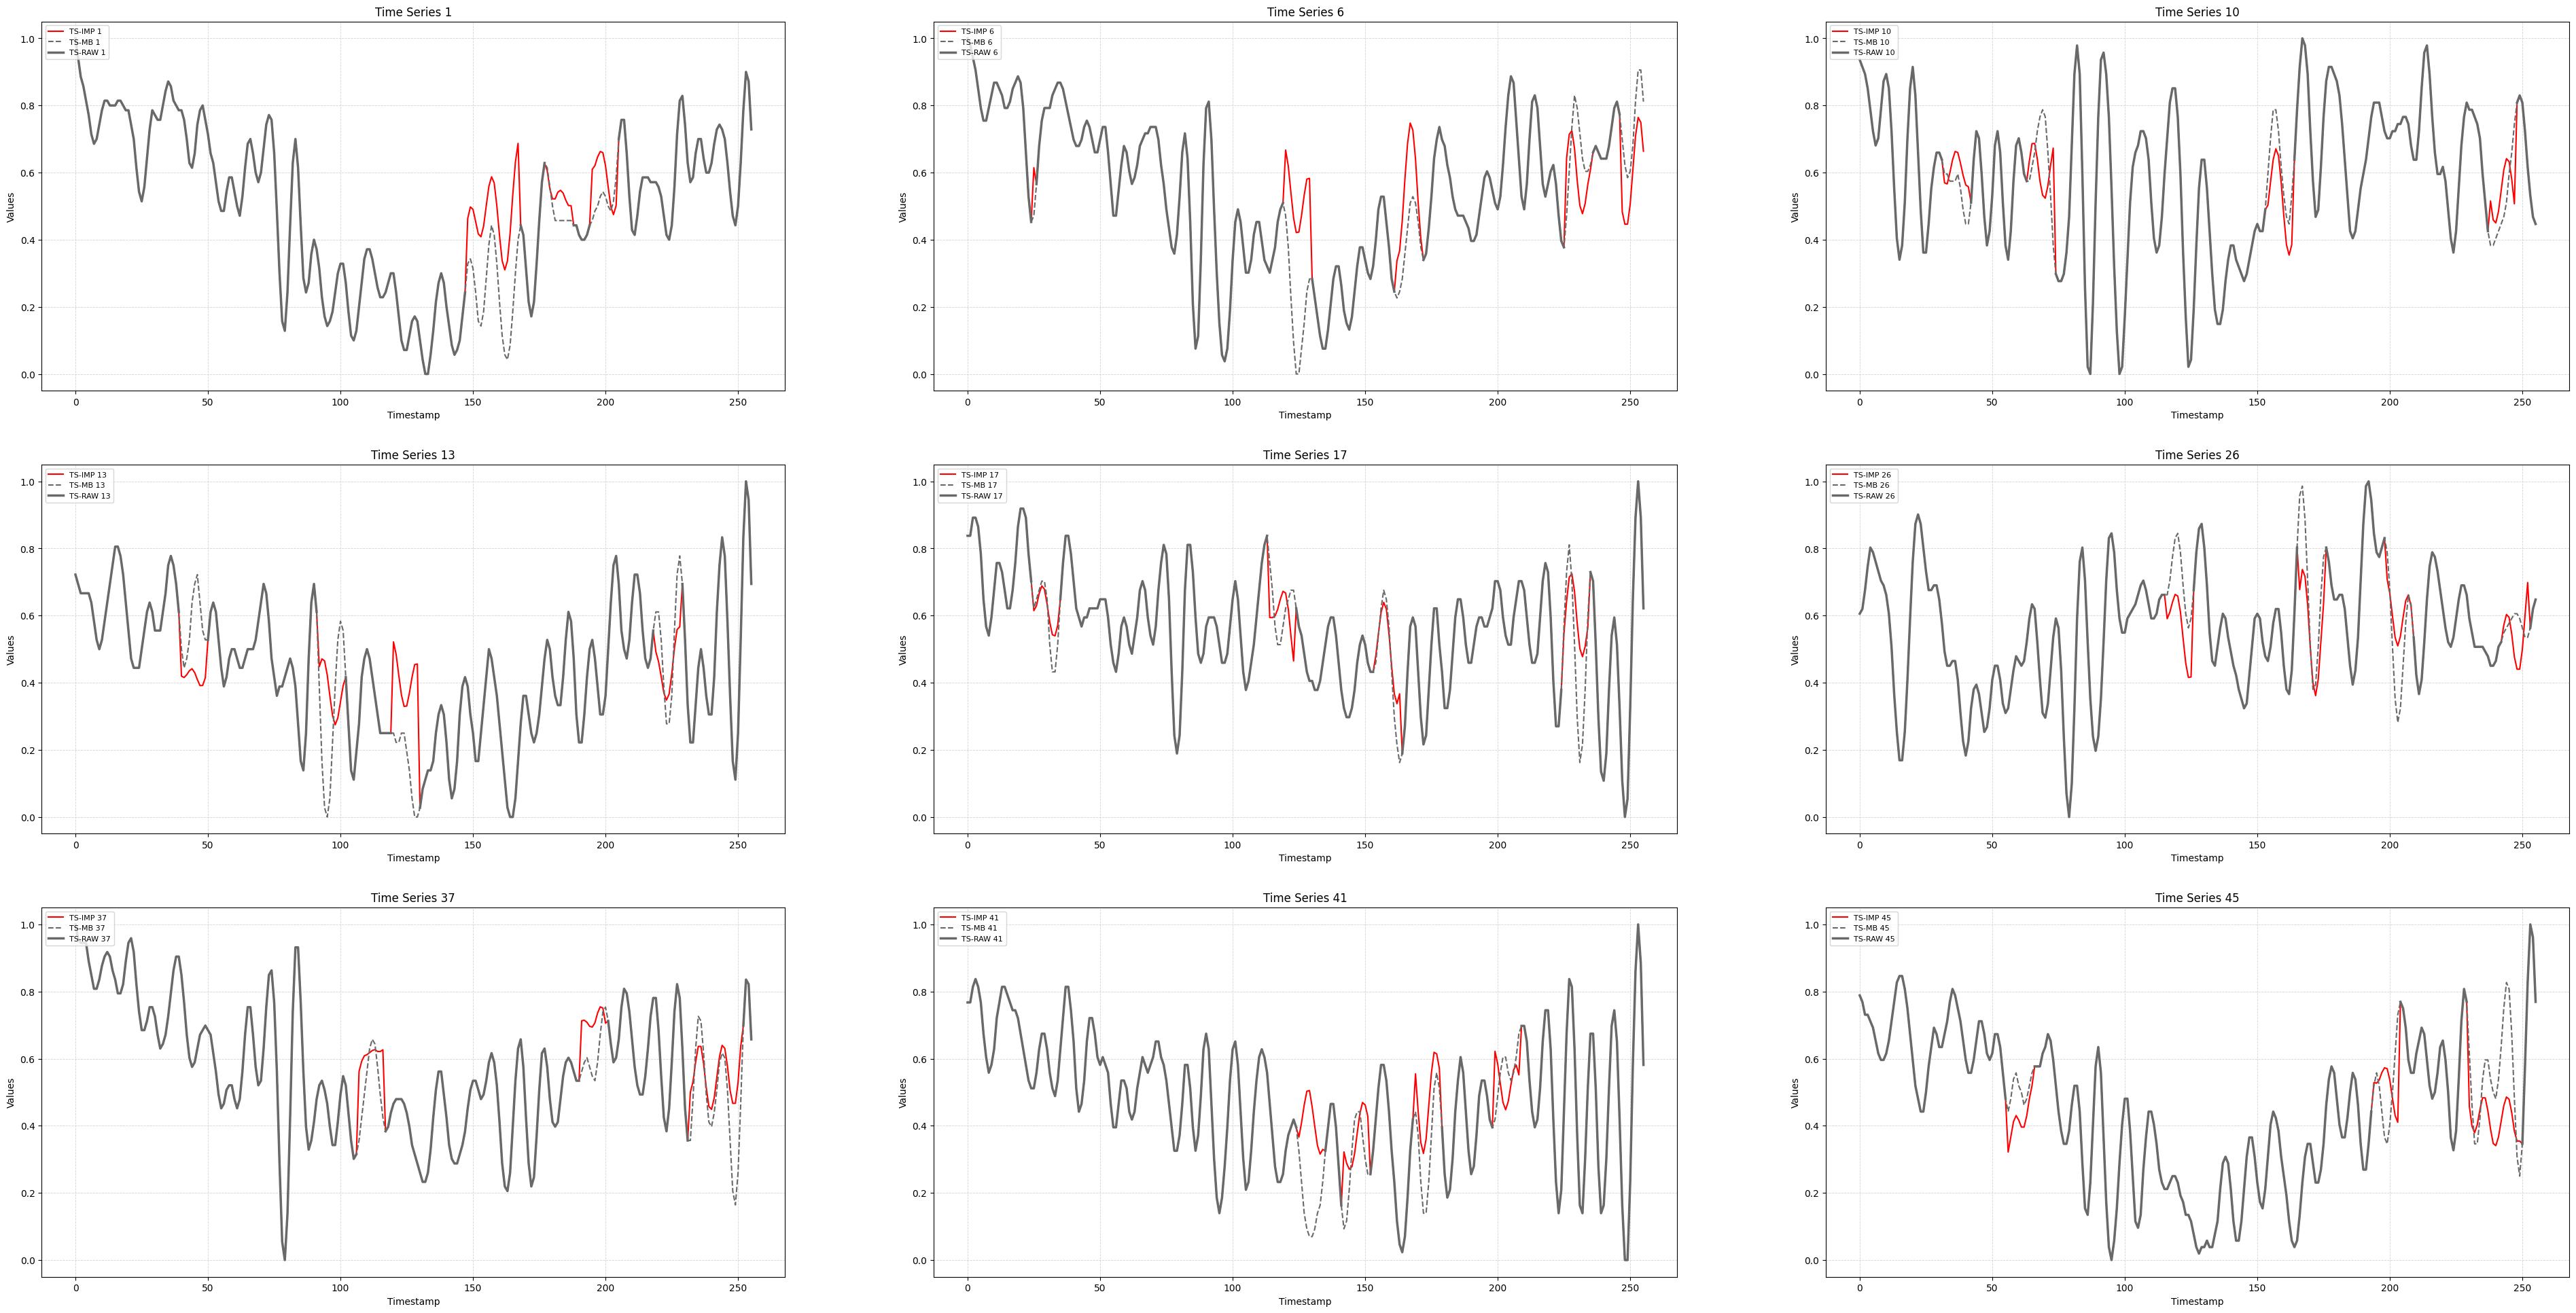 Time Series 1
TS-IMP 1
TS-MB 1
TS-RAW 1
Values
1.0
0.8
0.6
0.4
0.2
0.0
0 50 100 150 200 250
Timestamp
Time Series 6
TS-IMP 6
TS-MB 6
TS-RAW 6
Values
1.0
0.8
0.6
0.4
0.2
0.0
0 50 100 150 200 250
Timestamp
Time Series 10
TS-IMP 10
TS-MB 10
TS-RAW 10
Values
1.0
0.8
0.6
0.4
0.2
0.0
0 50 100 150 200 250
Timestamp
Time Series 13
TS-IMP 13
TS-MB 13
TS-RAW 13
Values
1.0
0.8
0.6
0.4
0.2
0.0
0 50 100 150 200 250
Timestamp
Time Series 17
TS-IMP 17
TS-MB 17
TS-RAW 17
Values
1.0
0.8
0.6
0.4
0.2
0.0
0 50 100 150 200 250
Timestamp
Time Series 26
TS-IMP 26
TS-MB 26
TS-RAW 26
Values
1.0
0.8
0.6
0.4
0.2
0.0
0 50 100 150 200 250
Timestamp
Time Series 37
TS-IMP 37
TS-MB 37
TS-RAW 37
Values
1.0
0.8
0.6
0.4
0.2
0.0
0 50 100 150 200 250
Timestamp
Time Series 41
TS-IMP 41
TS-MB 41
TS-RAW 41
Values
1.0
0.8
0.6
0.4
0.2
0.0
0 50 100 150 200 250
Timestamp
Time Series 45
TS-IMP 45
TS-MB 45
TS-RAW 45
Values
1.0
0.8
0.6
0.4
0.2
0.0
0 50 100 150 200 250
Timestamp